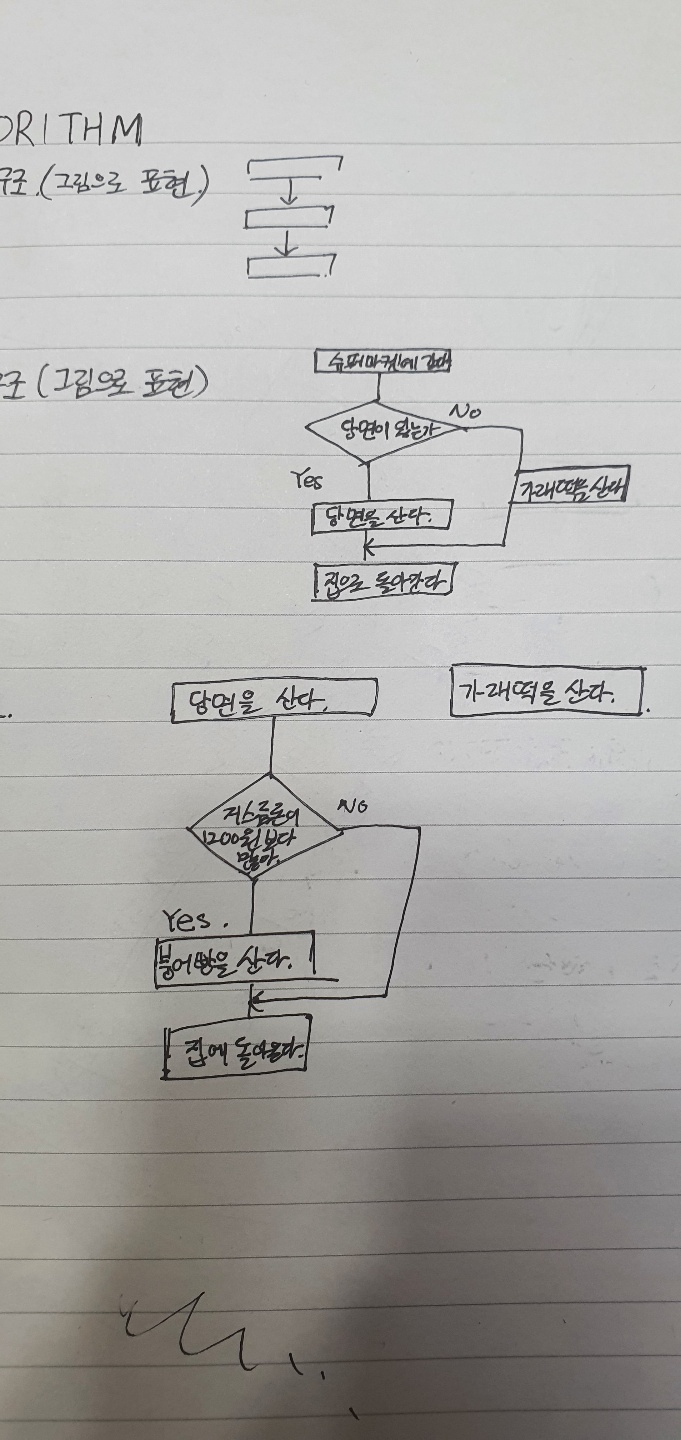 ORITHM
구조.(그림으로 표현.)
구조 (그림으로 표현)
슈퍼마켓에 간다
No
당면이 있는가
Yes
가래떡을 산다
당면을 산다.
집으로 돌아간다
당면을 산다.
가래떡을 산다.
No
거스름돈이
1200원 보다
많아.
Yes.
붕어빵을 산다.
집에 돌아온다.